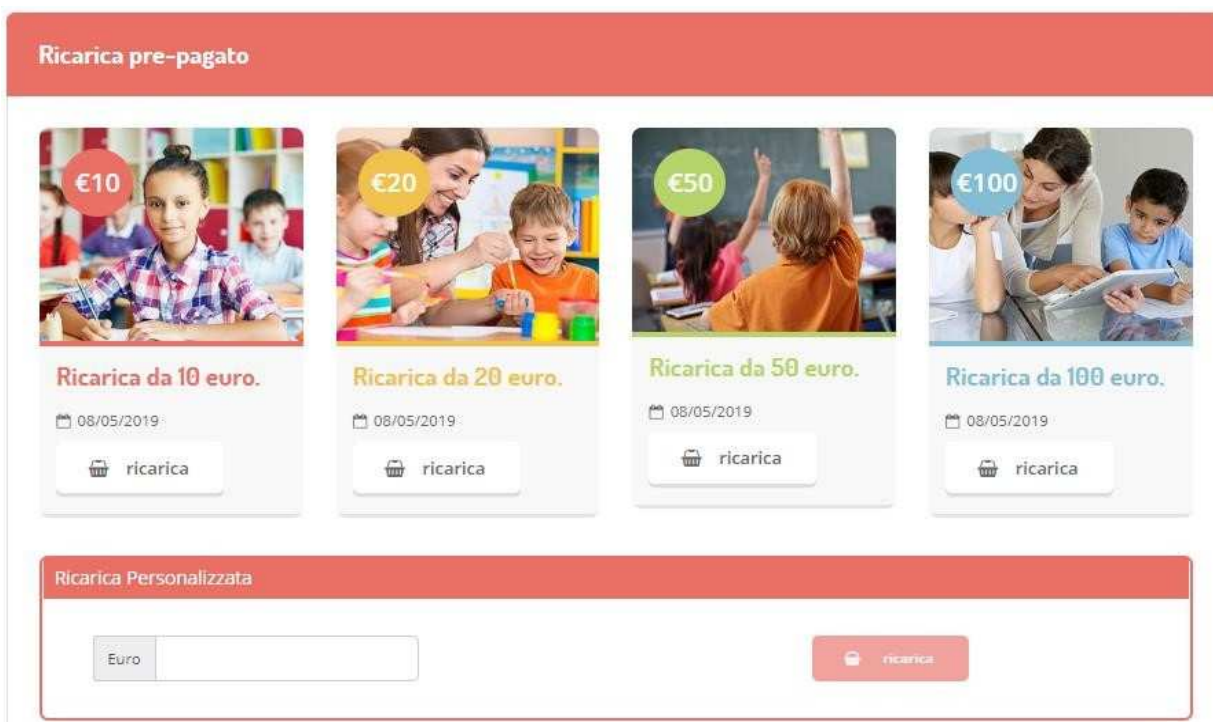 Ricarica pre-pagato
€10
€20
€50
€100
Ricarica da 10 euro.
08/05/2019
ricarica
Ricarica da 20 euro.
08/05/2019
ricarica
Ricarica da 50 euro.
08/05/2019
ricarica
Ricarica da 100 euro.
08/05/2019
ricarica
Ricarica Personalizzata
Euro
ricarica